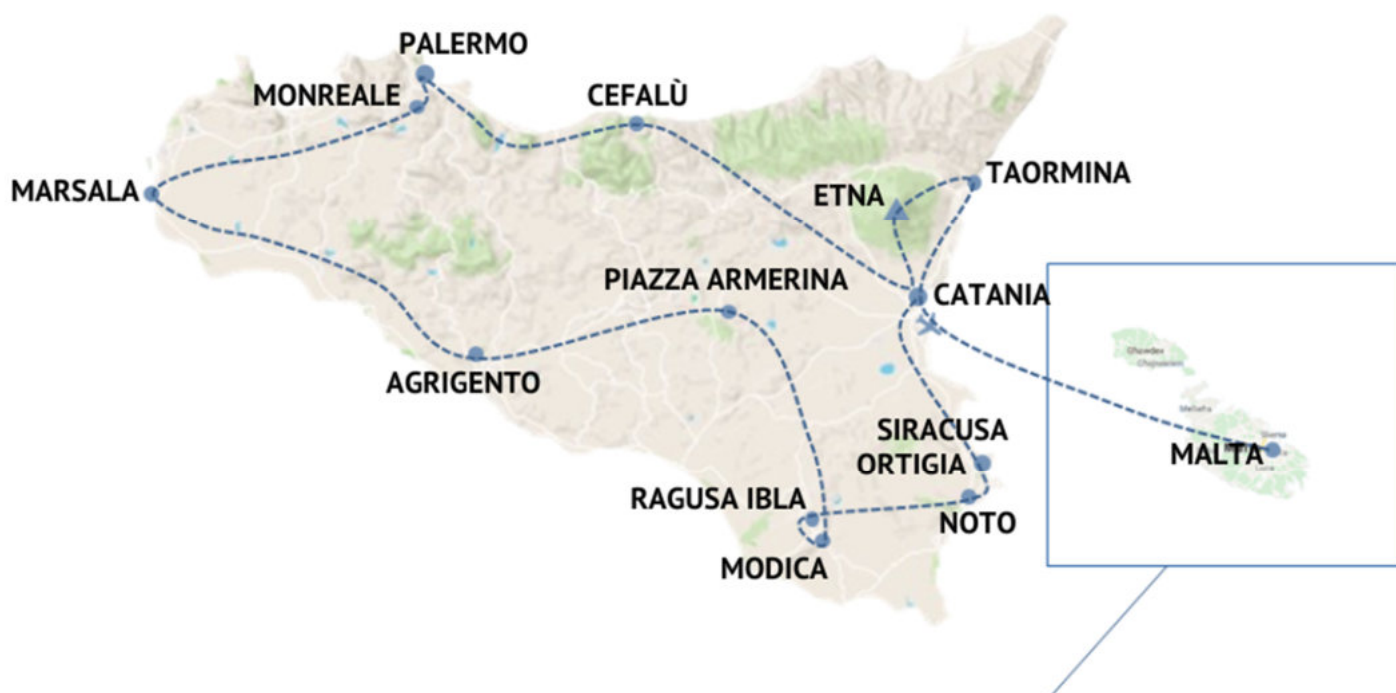 PALERMO
MONREALE
CEFALÙ
MARSALA
TAORMINA
ETNA
PIAZZA ARMERINA
CATANIA
AGRIGENTO
SIRACUSA
ORTIGIA
MALTA
RAGUSA IBLA
NOTO
MODICA